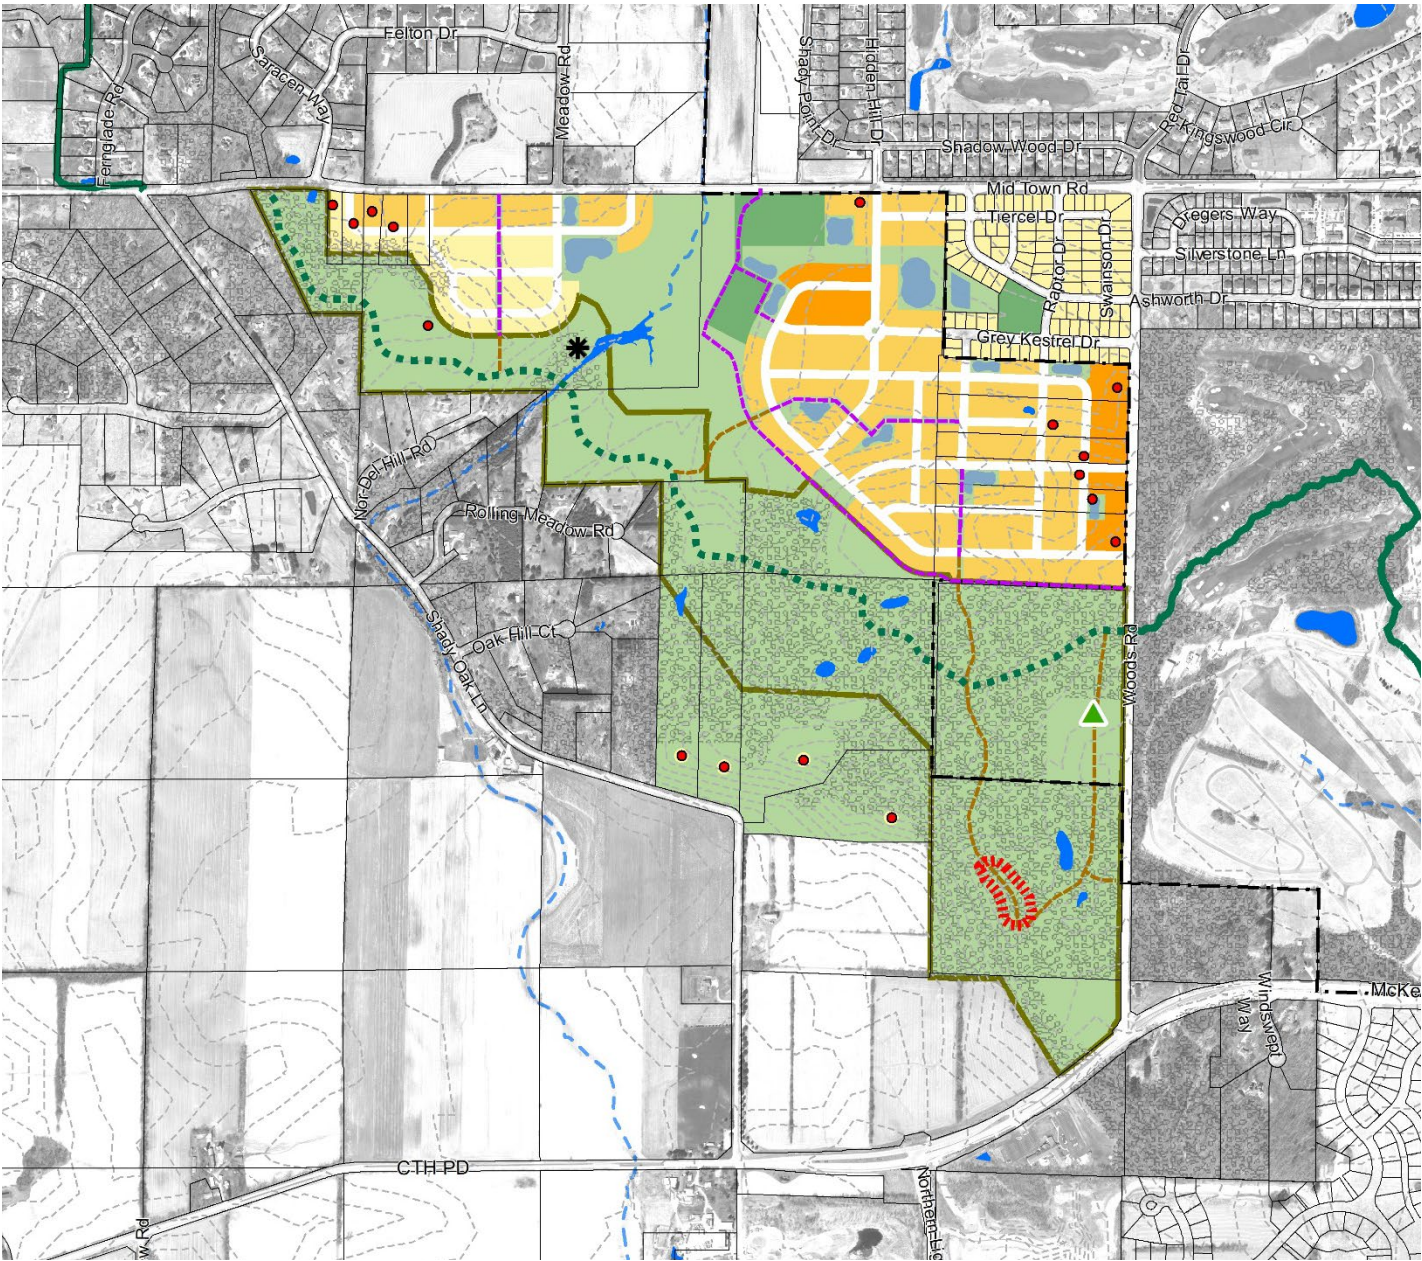 Felton Dr
Saracen Way
Meadow Rd
Fernglade Rd
Shady Point Dr
Hidden Hill Dr
Red Tail Dr
Kingswood Cir
Shadow Wood Dr
Mid Town Rd
Tiercel Dr
Dregers Way
Raptor Dr
Swanson Dr
Silverstone Ln
Ashworth Dr
Grey Kestrel Dr
Nor-Del-Hill Rd
Rolling Meadow Rd
Oak Hill Ct
Shady Oak Ln
Woods Rd
Windswept
Way
McKe
CTH PD
Northern Lig
w Rd